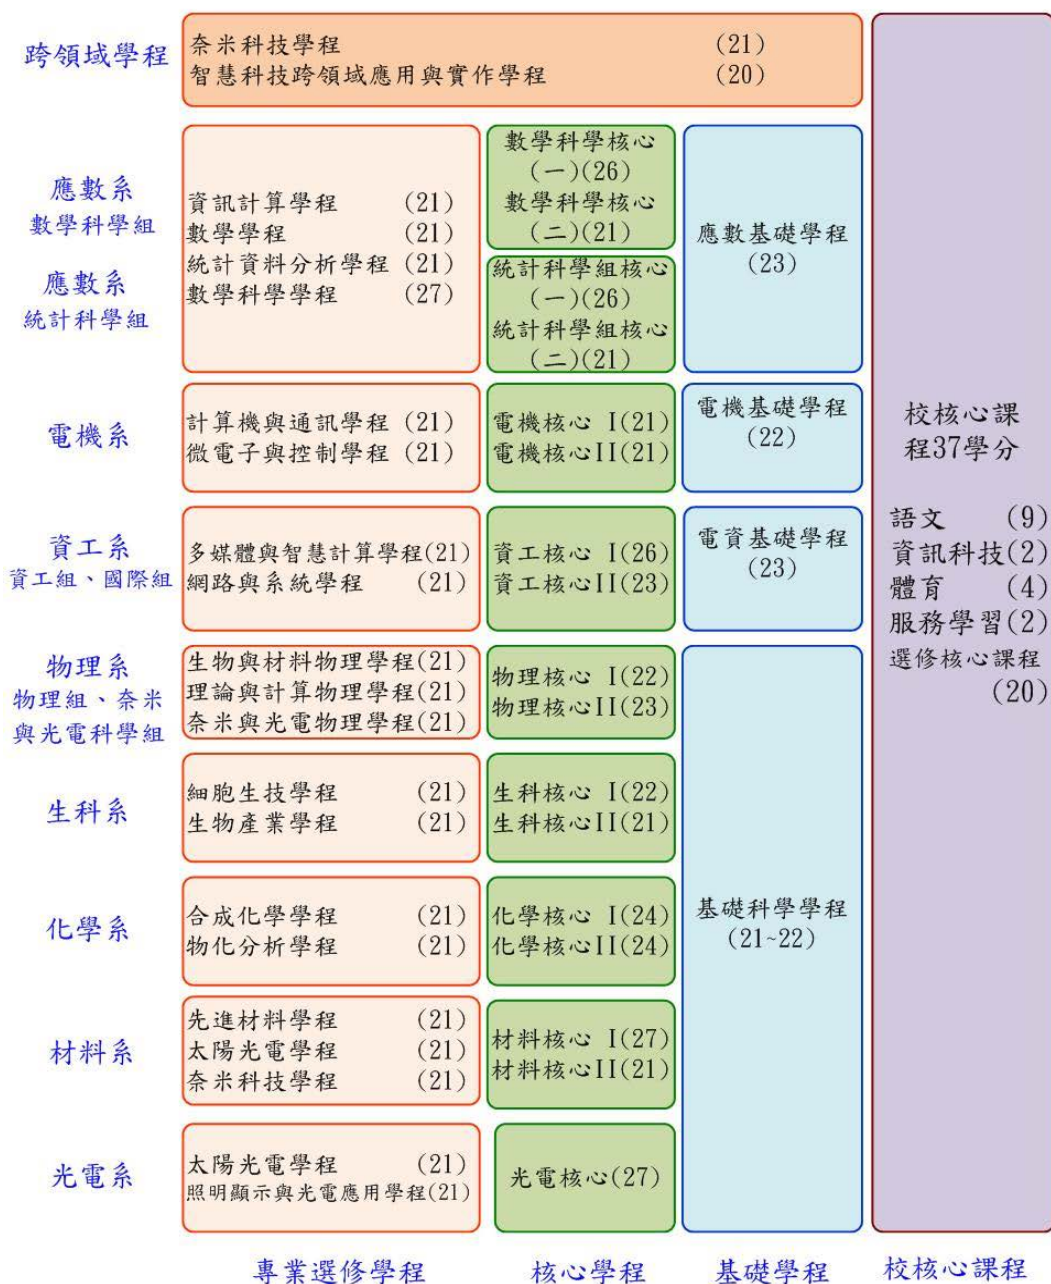 跨領域學程
奈米科技學程 (21)
智慧科技跨領域應用與實作學程 (20)
應數系
數學科學組
應數系
統計科學組
資訊計算學程 (21)
數學學程 (21)
統計資料分析學程 (21)
數學科學學程 (27)
數學科學核心
(一)(26)
數學科學核心
(二)(21)
統計科學組核心
(一)(26)
統計科學組核心
(二)(21)
應數基礎學程
(23)
電機系
計算機與通訊學程 (21)
微電子與控制學程 (21)
電機核心 I(21)
電機核心II(21)
電機基礎學程
(22)
資工系
資工組、國際組
多媒體與智慧計算學程(21)
網路與系統學程 (21)
資工核心 I(26)
資工核心II(23)
電資基礎學程
(23)
物理系
物理組、奈米
與光電科學組
生物與材料物理學程(21)
理論與計算物理學程(21)
奈米與光電物理學程(21)
物理核心 I(22)
物理核心II(23)
生科系
細胞生技學程 (21)
生物產業學程 (21)
生科核心 I(22)
生科核心II(21)
化學系
合成化學學程 (21)
物化分析學程 (21)
化學核心 I(24)
化學核心II(24)
基礎科學學程
(21~22)
材料系
先進材料學程 (21)
太陽光電學程 (21)
奈米科技學程 (21)
材料核心 I(27)
材料核心II(21)
光電系
太陽光電學程 (21)
照明顯示與光電應用學程(21)
光電核心(27)
校核心課
程37學分
語文 (9)
資訊科技(2)
體育 (4)
服務學習(2)
選修核心課程
(20)
專業選修學程
核心學程
基礎學程
校核心課程